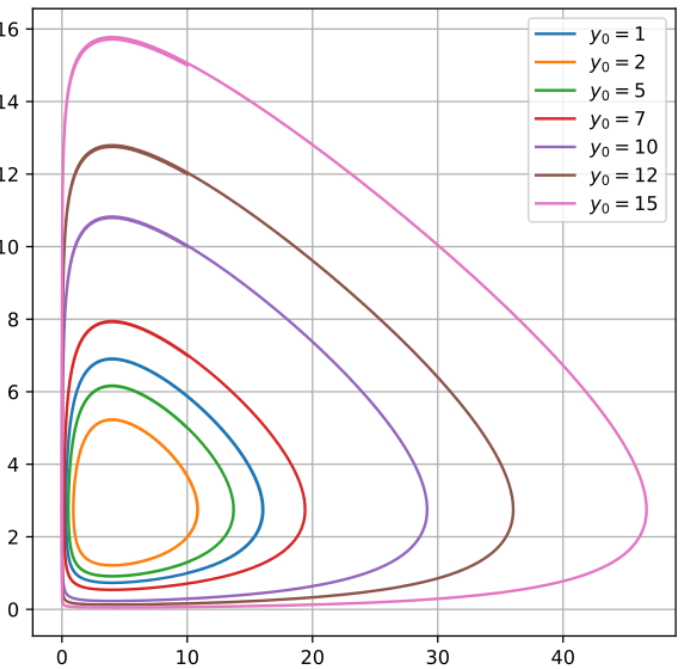 16
14
12
10
8
6
4
2
0
0 10 20 30 40 50
y₀ = 1
y₀ = 2
y₀ = 5
y₀ = 7
y₀ = 10
y₀ = 12
y₀ = 15